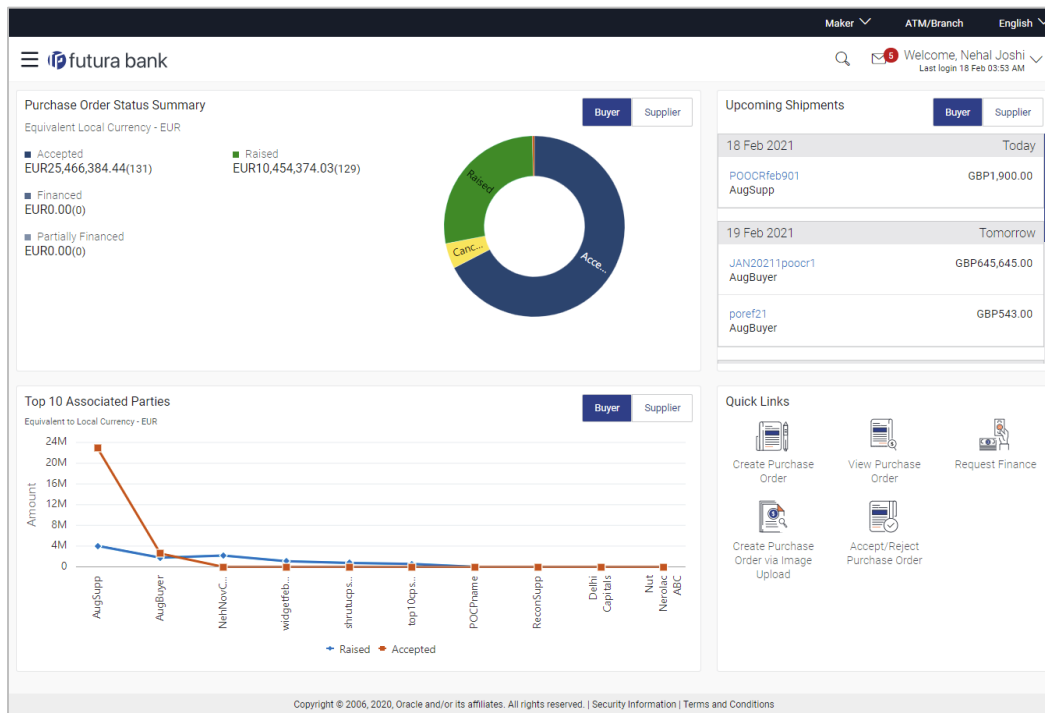 Maker ATM/Branch English
futura bank
5
Welcome, Nehal Joshi
Last login 18 Feb 03:53 AM
Purchase Order Status Summary
Buyer Supplier
Equivalent Local Currency - EUR
Accepted
EUR25,466,384.44(131)
Raised
EUR10,454,374.03(129)
Financed
EUR0.00(0)
Partially Financed
EUR0.00(0)
Raised
Canc...
Acce...
Upcoming Shipments
Buyer Supplier
18 Feb 2021 Today
POOCRfeb901 GBP1,900.00
AugSupp
19 Feb 2021 Tomorrow
JAN20211poocr1 GBP645,645.00
AugBuyer
poref21 GBP543.00
AugBuyer
Top 10 Associated Parties
Buyer Supplier
Equivalent to Local Currency - EUR
Amount
24M
20M
16M
12M
8M
4M
0
AugSupp
AugBuyer
NehNovC...
widgetfeb...
shrutucps...
top10cps...
POCPname
ReconSupp
Delhi
Capitals
Nut
Nerolac
ABC
Raised Accepted
Quick Links
Create Purchase
Order
View Purchase
Order
Request Finance
Create Purchase
Order via Image
Upload
Accept/Reject
Purchase Order
Copyright © 2006, 2020, Oracle and/or its affiliates. All rights reserved. | Security Information | Terms and Conditions